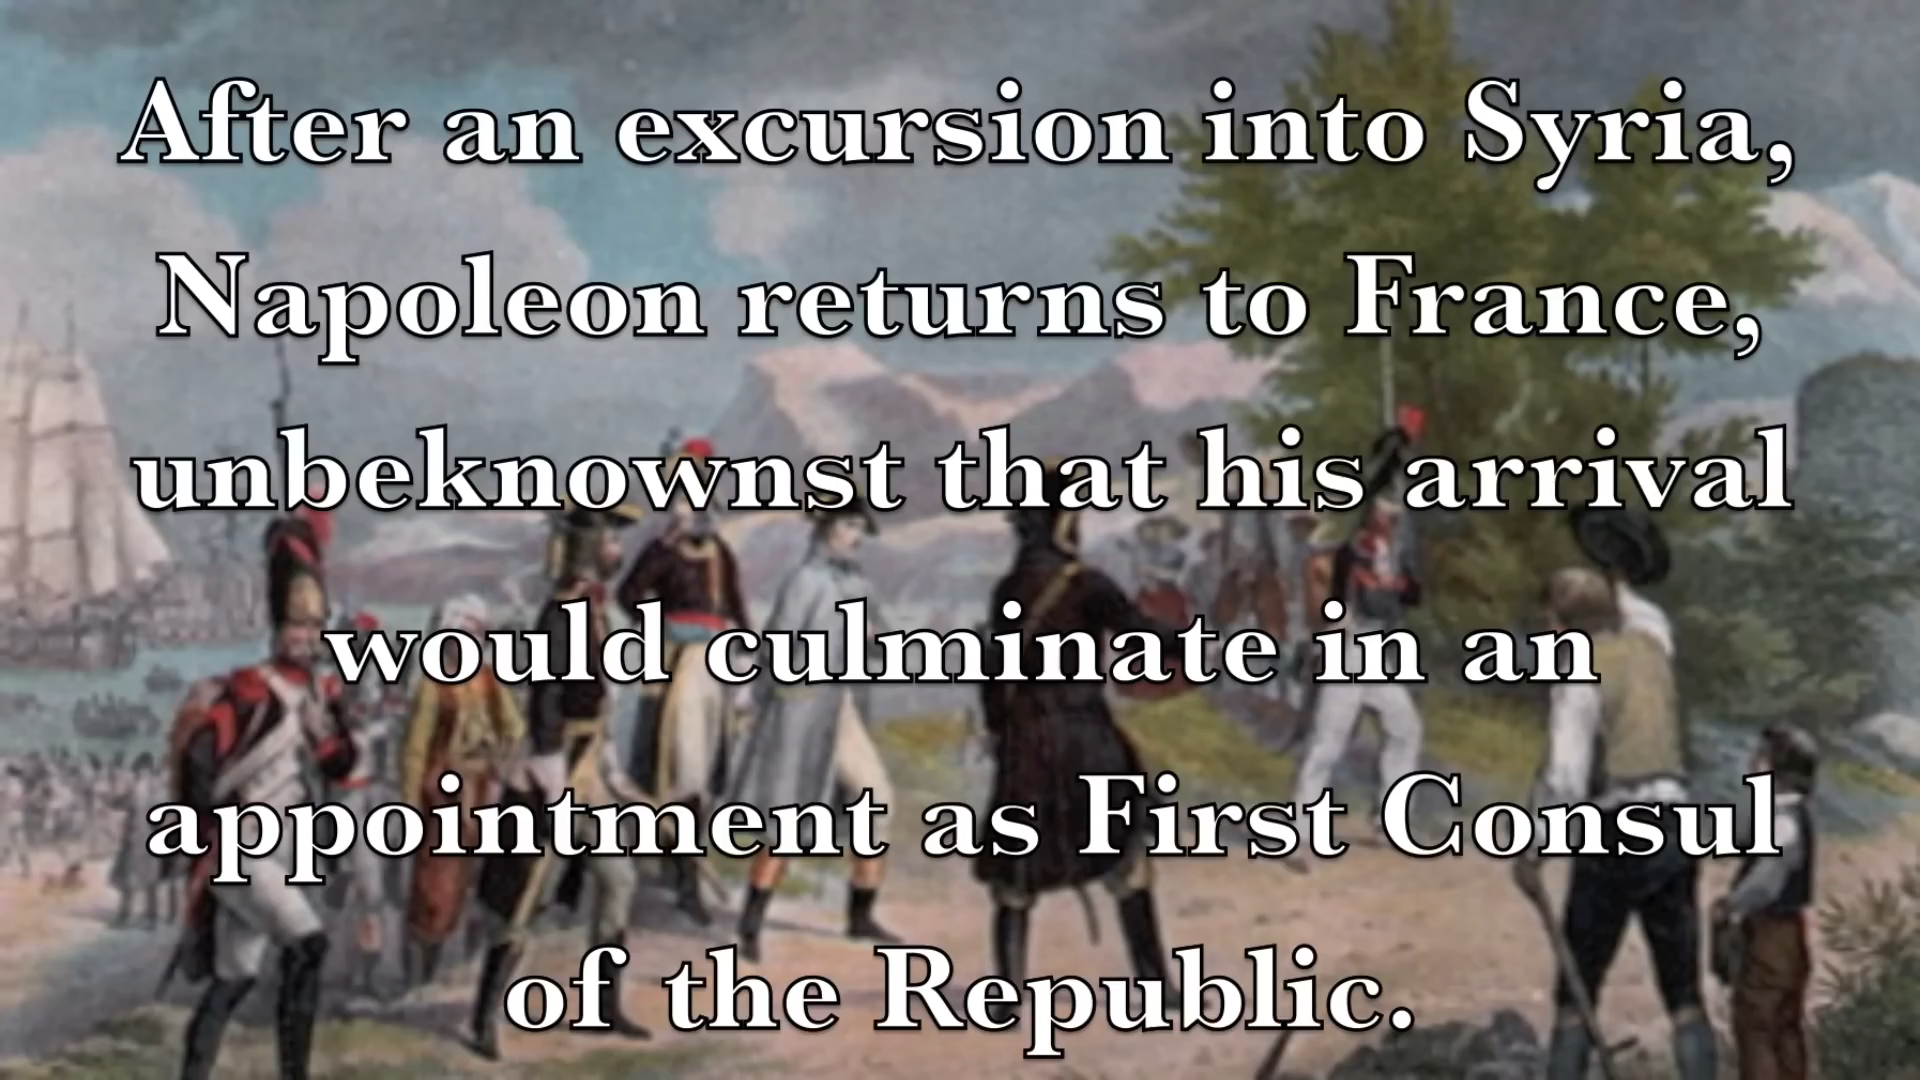 After an excursion into Syria,
Napoleon returns to France,
unbeknownst that his arrival
would culminate in an
appointment as First Consul
of the Republic.